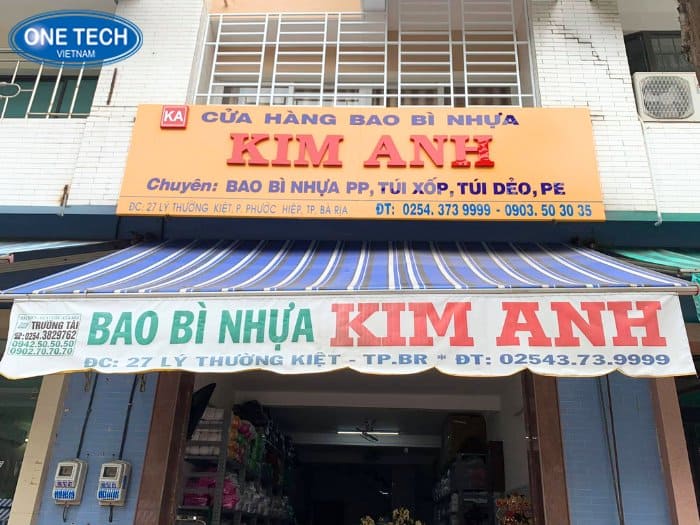 ONE TECH
VIETNAM
KA
CỬA HÀNG BAO BÌ NHỰA
KIM ANH
Chuyên: BAO BÌ NHỰA PP, TÚI XỐP, TÚI DẺO, PE
ĐC: 27 LÝ THƯỜNG KIỆT, P. PHƯỚC HIỆP, TP. BÀ RỊA
ĐT: 0254. 373 9999 - 0903. 50 30 35
TRƯỜNG TÀI
0254.3829762
0942.50.50.50
0902.70.70.70
BAO BÌ NHỰA KIM ANH
ĐC: 27 LÝ THƯỜNG KIỆT - TP.BR * ĐT: 02543.73.9999